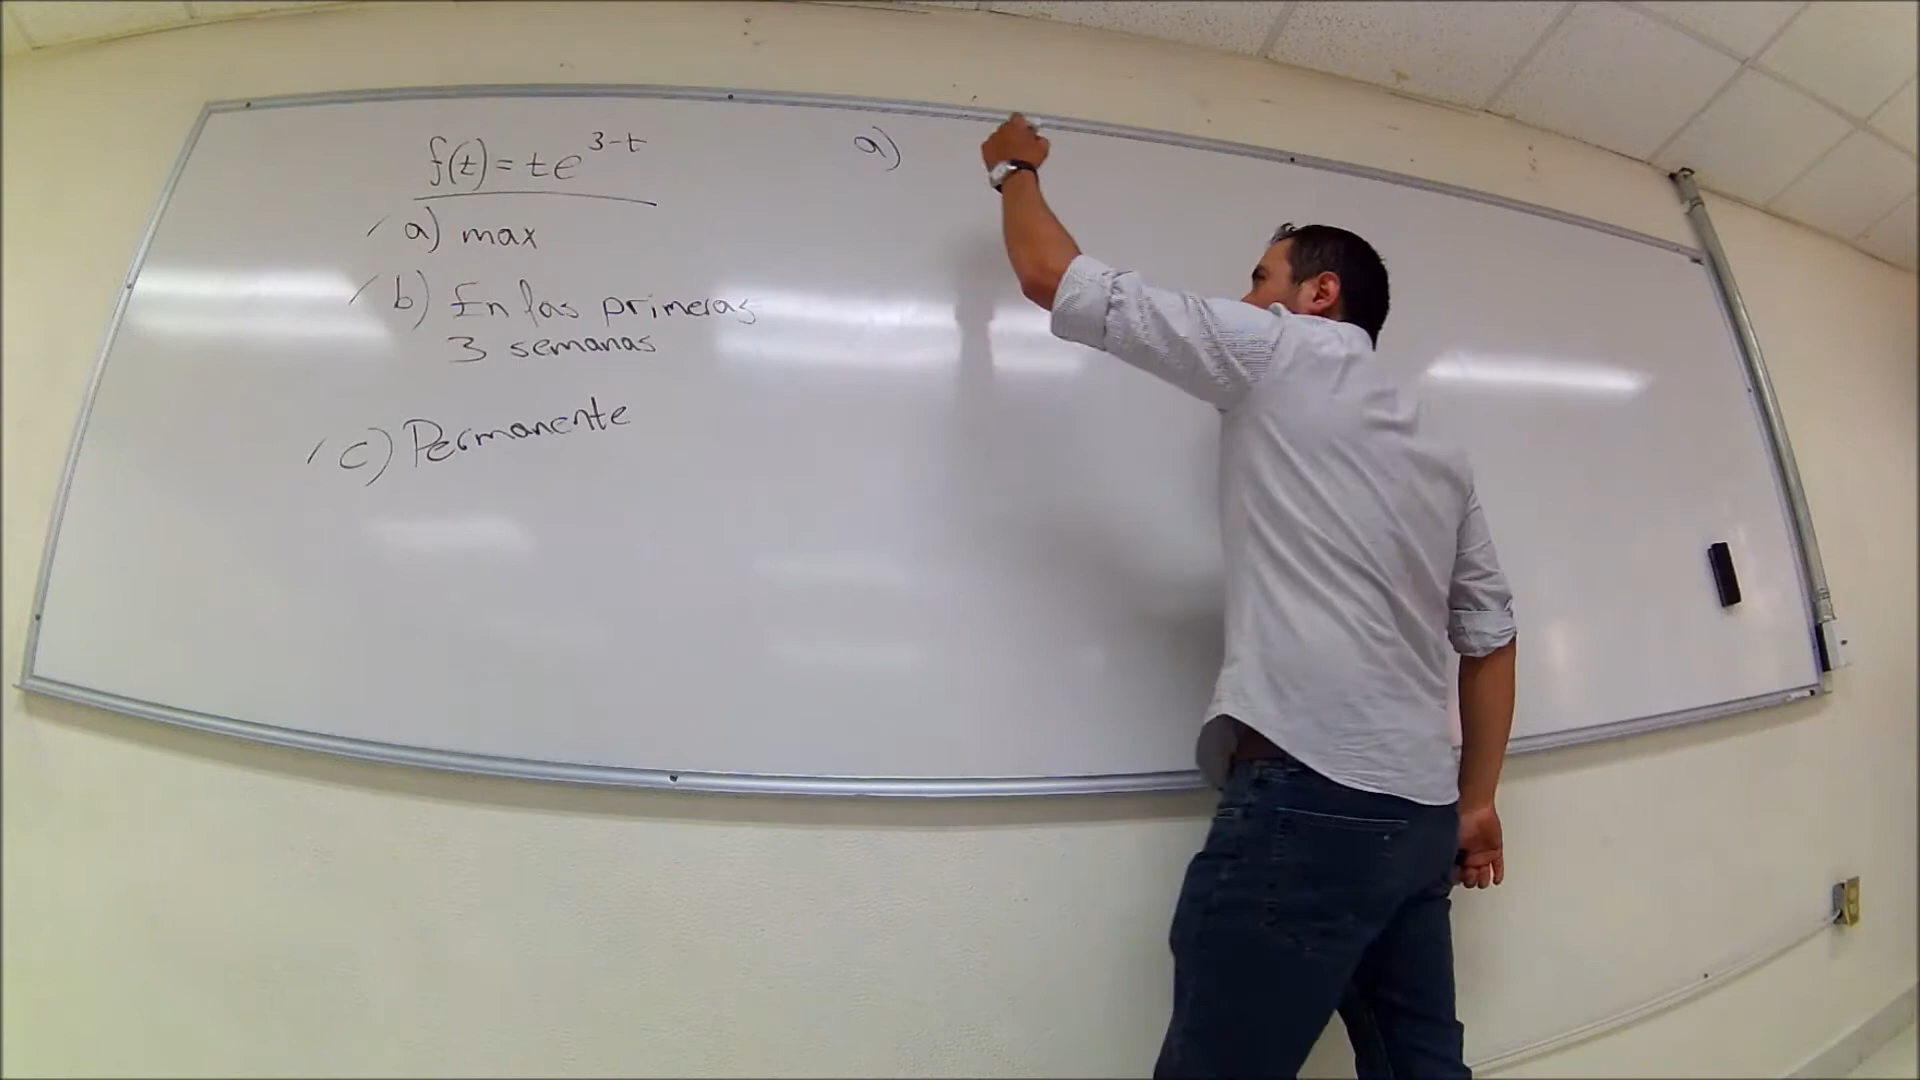 f(t) = te^{3-t}
a) max
b) En las primeras
3 semanas
c) Permanente
a)